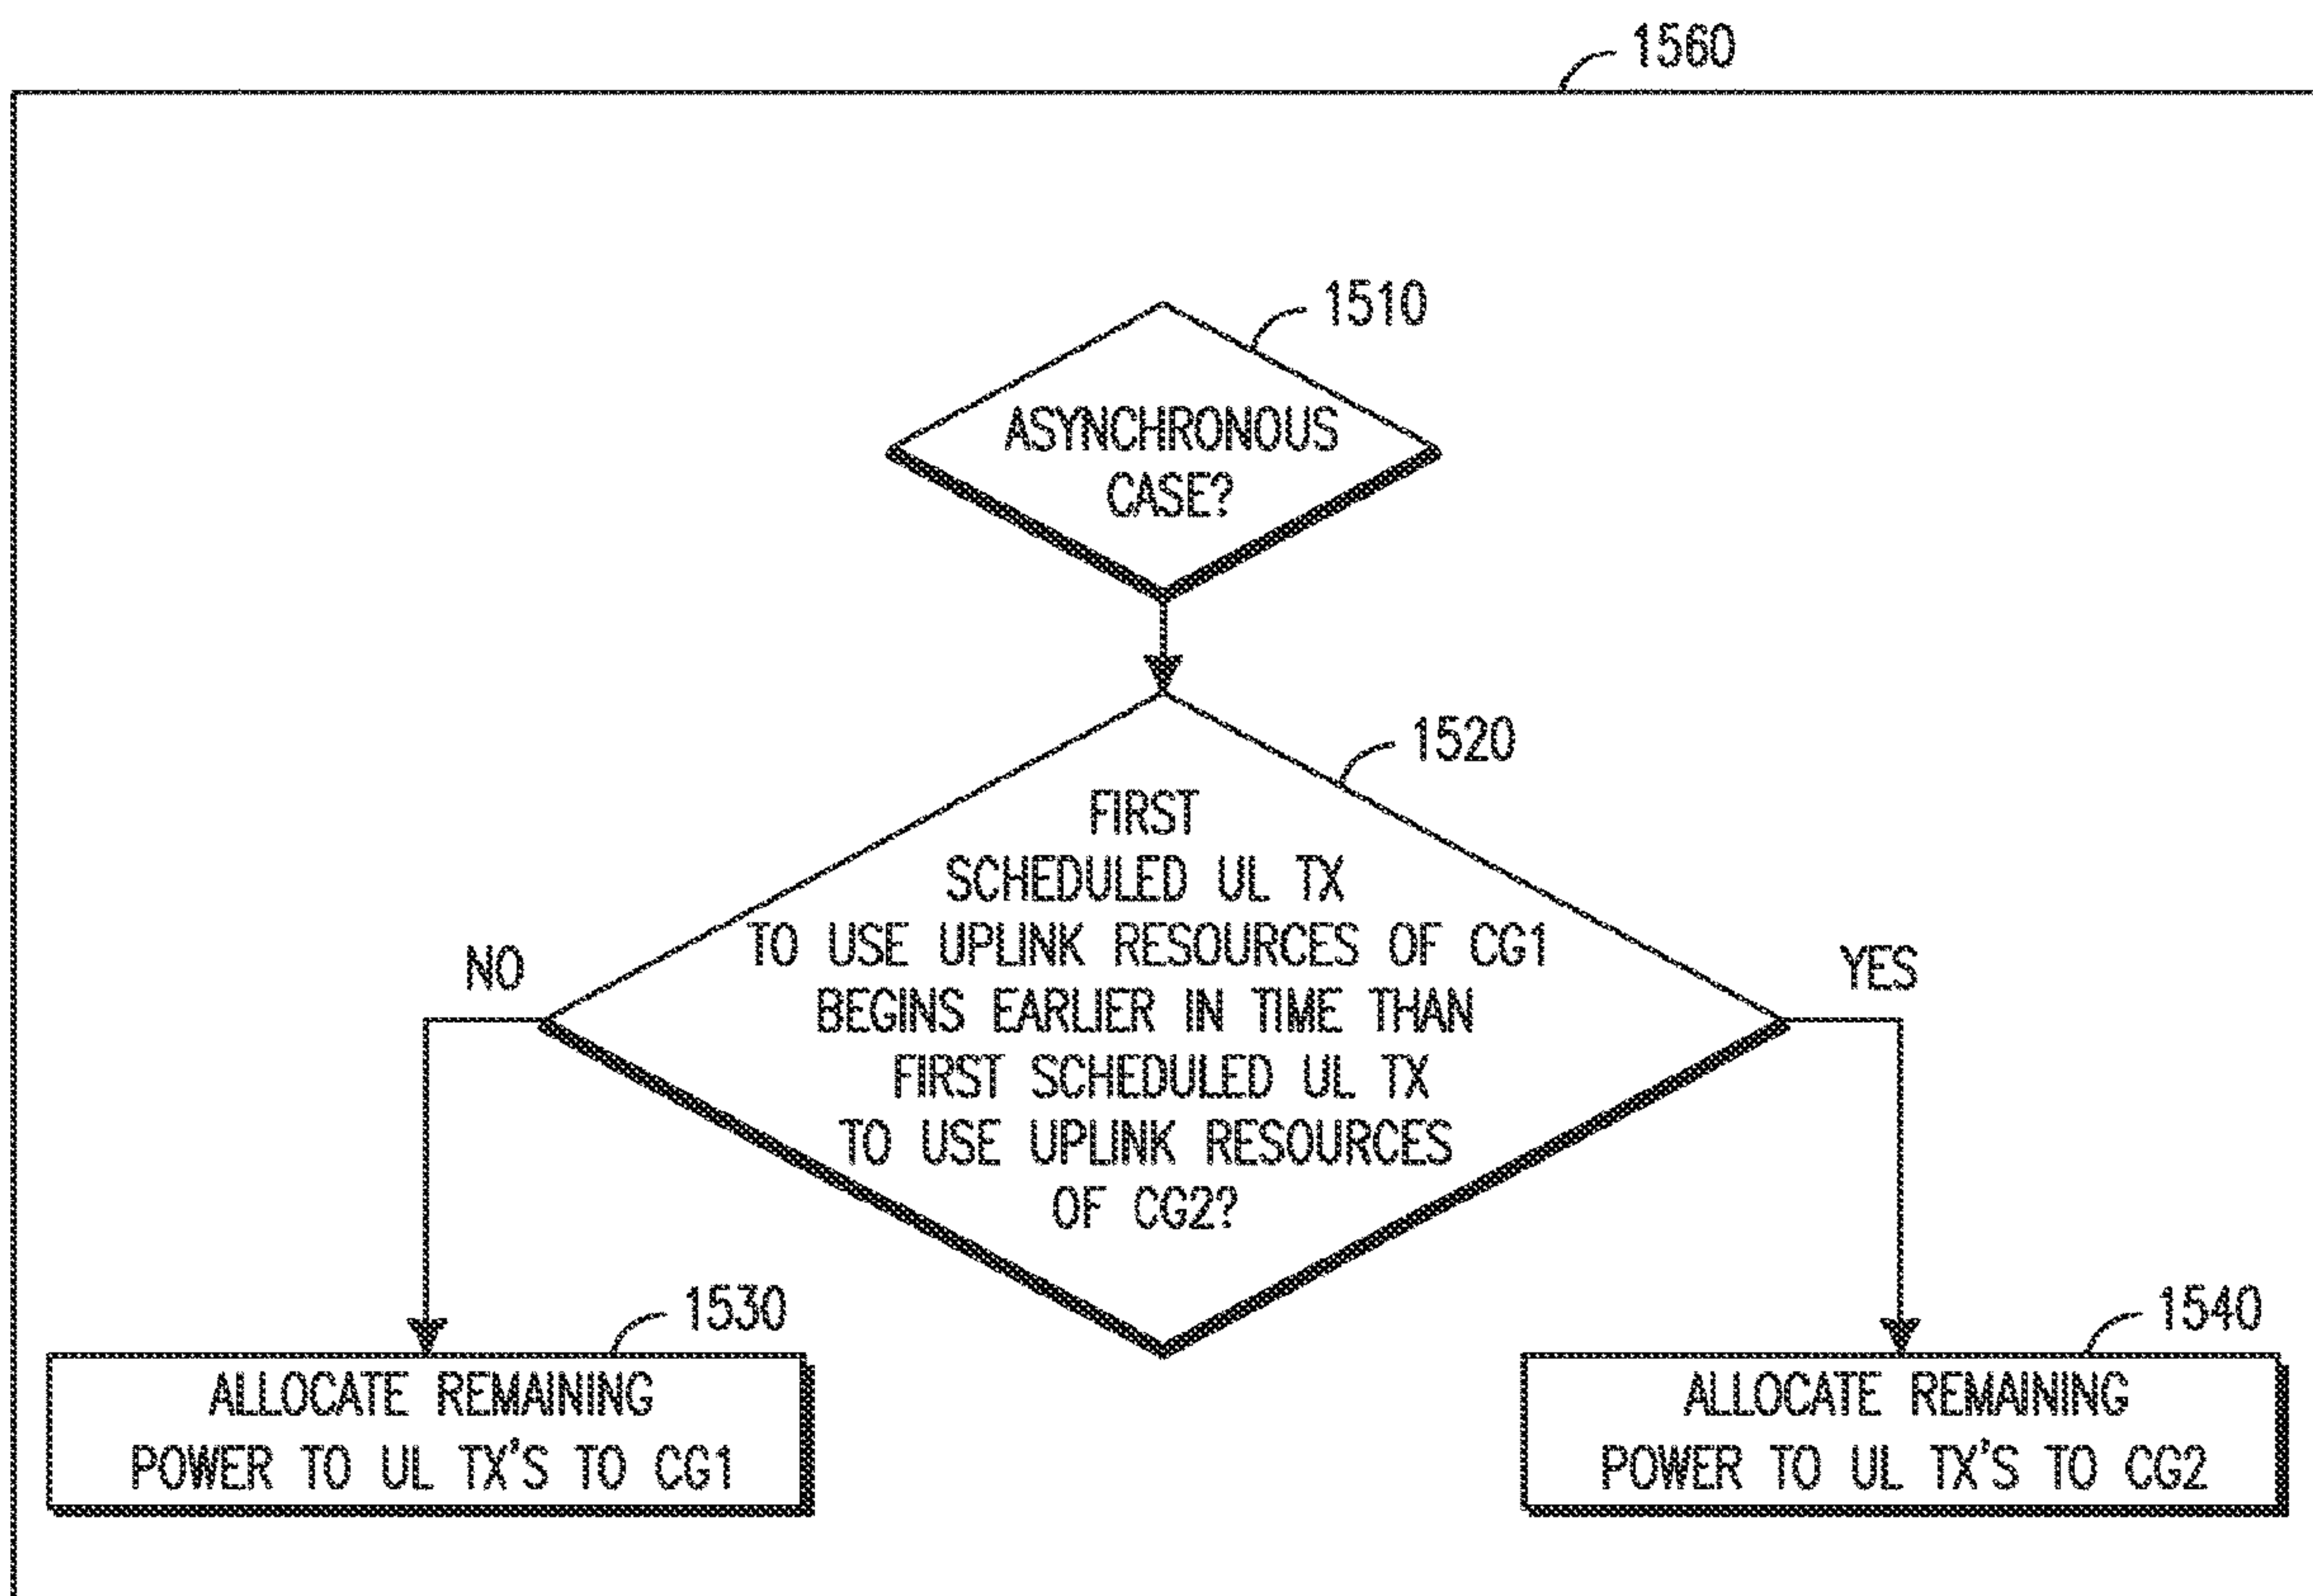 1560
1510
ASYNCHRONOUS
CASE?
1520
FIRST
SCHEDULED UL TX
TO USE UPLINK RESOURCES OF CG1
BEGINS EARLIER IN TIME THAN
FIRST SCHEDULED UL TX
TO USE UPLINK RESOURCES
OF CG2?
NO
YES
1530
ALLOCATE REMAINING
POWER TO UL TX'S TO CG1
1540
ALLOCATE REMAINING
POWER TO UL TX'S TO CG2